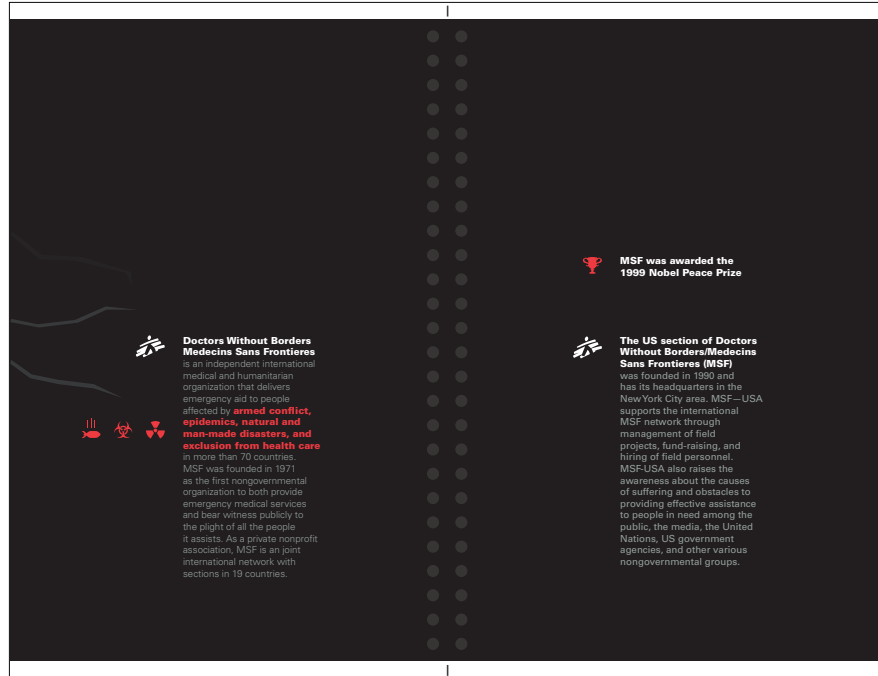 Doctors Without Borders
Medecins Sans Frontieres
is an independent international
medical and humanitarian
organization that delivers
emergency aid to people
affected by armed conflict,
epidemics, natural and
man-made disasters, and
exclusion from health care
in more than 70 countries.
MSF was founded in 1971
as the first nongovernmental
organization to both provide
emergency medical services
and bear witness publicly to
the plight of all the people
it assists. As a private nonprofit
association, MSF is an joint
international network with
sections in 19 countries.
MSF was awarded the
1999 Nobel Peace Prize
The US section of Doctors
Without Borders/Medecins
Sans Frontieres (MSF)
was founded in 1990 and
has its headquarters in the
New York City area. MSF—USA
supports the international
MSF network through
management of field
projects, fund-raising, and
hiring of field personnel.
MSF-USA also raises the
awareness about the causes
of suffering and obstacles to
providing effective assistance
to people in need among the
public, the media, the United
Nations, US government
agencies, and other various
nongovernmental groups.